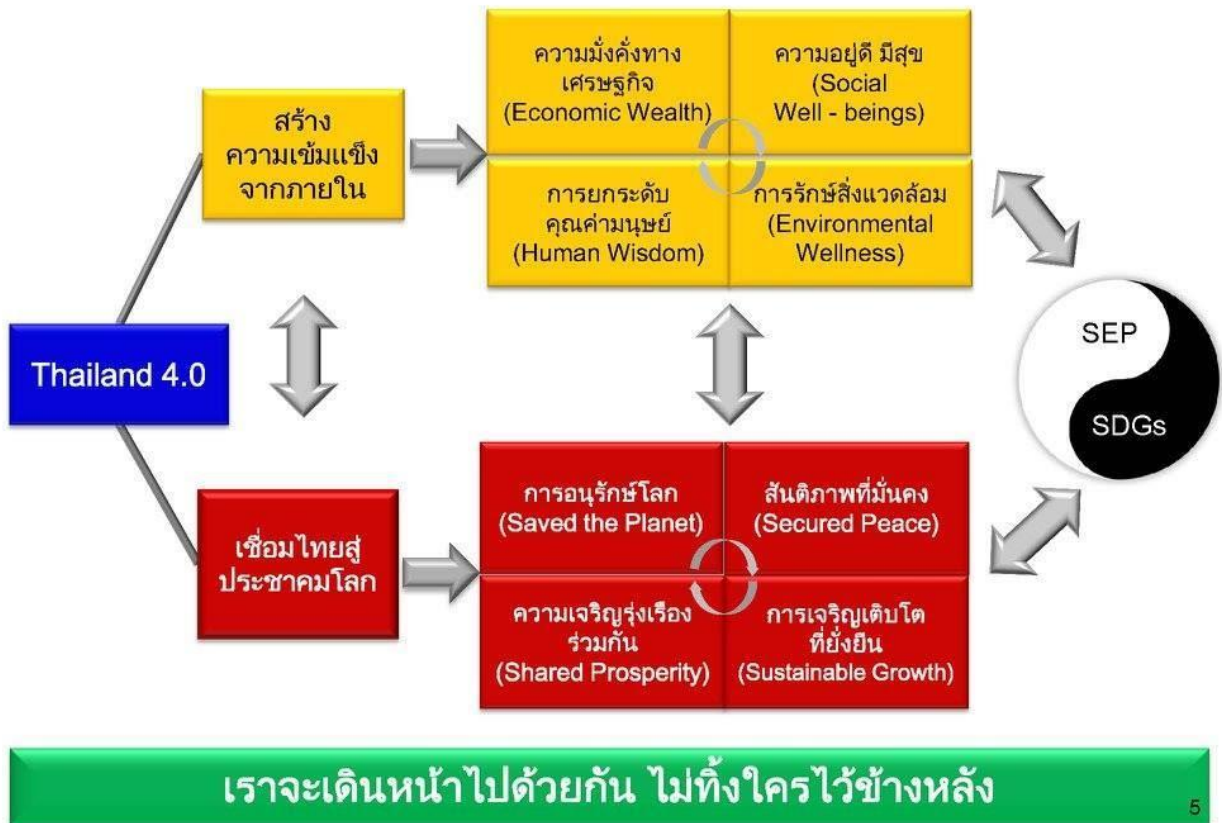 ความมั่งคั่งทาง
เศรษฐกิจ
(Economic Wealth)
ความอยู่ดี มีสุข
(Social
Well - beings)
สร้าง
ความเข้มแข็ง
จากภายใน
การยกระดับ
คุณค่ามนุษย์
(Human Wisdom)
การรักษ์สิ่งแวดล้อม
(Environmental
Wellness)
Thailand 4.0
SEP
SDGs
เชื่อมไทยสู่
ประชาคมโลก
การอนุรักษ์โลก
(Saved the Planet)
สันติภาพที่มั่นคง
(Secured Peace)
ความเจริญรุ่งเรือง
ร่วมกัน
(Shared Prosperity)
การเจริญเติบโต
ที่ยั่งยืน
(Sustainable Growth)
เราจะเดินหน้าไปด้วยกัน ไม่ทิ้งใครไว้ข้างหลัง
5